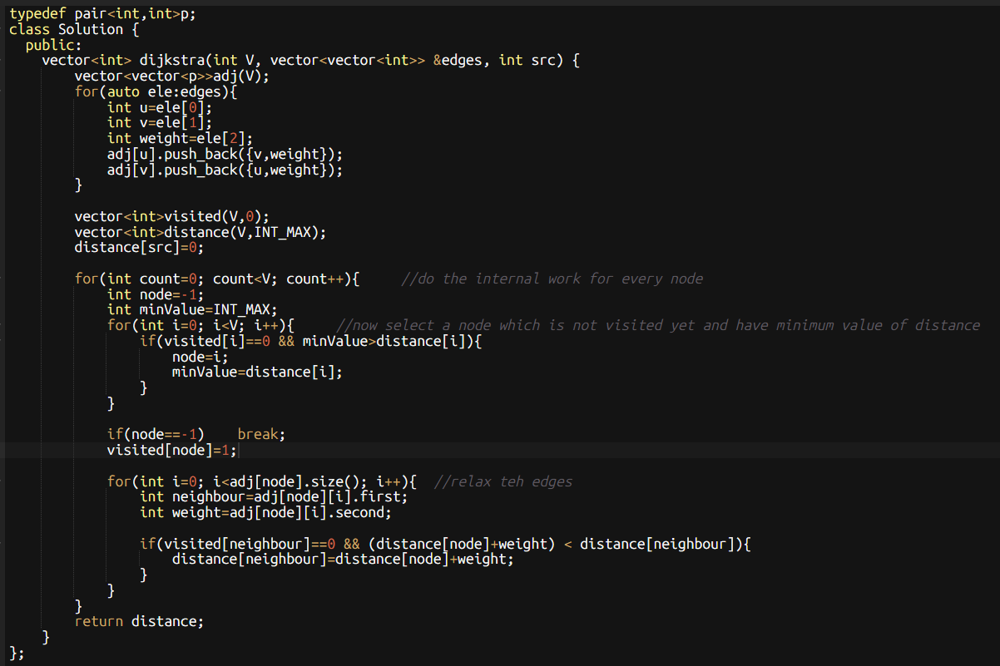 typedef pair<int,int>p;
class Solution {
  public:
    vector<int> dijkstra(int V, vector<vector<int>> &edges, int src) {
        vector<vector<p>>adj(V);
        for(auto ele:edges){
            int u=ele[0];
            int v=ele[1];
            int weight=ele[2];
            adj[u].push_back({v,weight});
            adj[v].push_back({u,weight});
        }
        vector<int>visited(V,0);
        vector<int>distance(V,INT_MAX);
        distance[src]=0;
        for(int count=0; count<V; count++){     //do the internal work for every node
            int node=-1;
            int minValue=INT_MAX;
            for(int i=0; i<V; i++){     //now select a node which is not visited yet and have minimum value of distance
                if(visited[i]==0 && minValue>distance[i]){
                    node=i;
                    minValue=distance[i];
                }
            }
            if(node==-1)    break;
            visited[node]=1;
            for(int i=0; i<adj[node].size(); i++){  //relax teh edges
                int neighbour=adj[node][i].first;
                int weight=adj[node][i].second;
                if(visited[neighbour]==0 && (distance[node]+weight) < distance[neighbour]){
                    distance[neighbour]=distance[node]+weight;
                }
            }
        }
        return distance;
    }
};